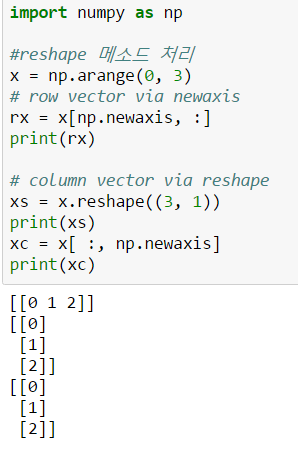 import numpy as np
#reshape 메소드 처리
x = np.arange(0, 3)
# row vector via newaxis
rx = x[np.newaxis, :]
print(rx)
# column vector via reshape
xs = x.reshape((3, 1))
print(xs)
xc = x[ :, np.newaxis]
print(xc)
[[0 1 2]]
[[0]
 [1]
 [2]]
[[0]
 [1]
 [2]]